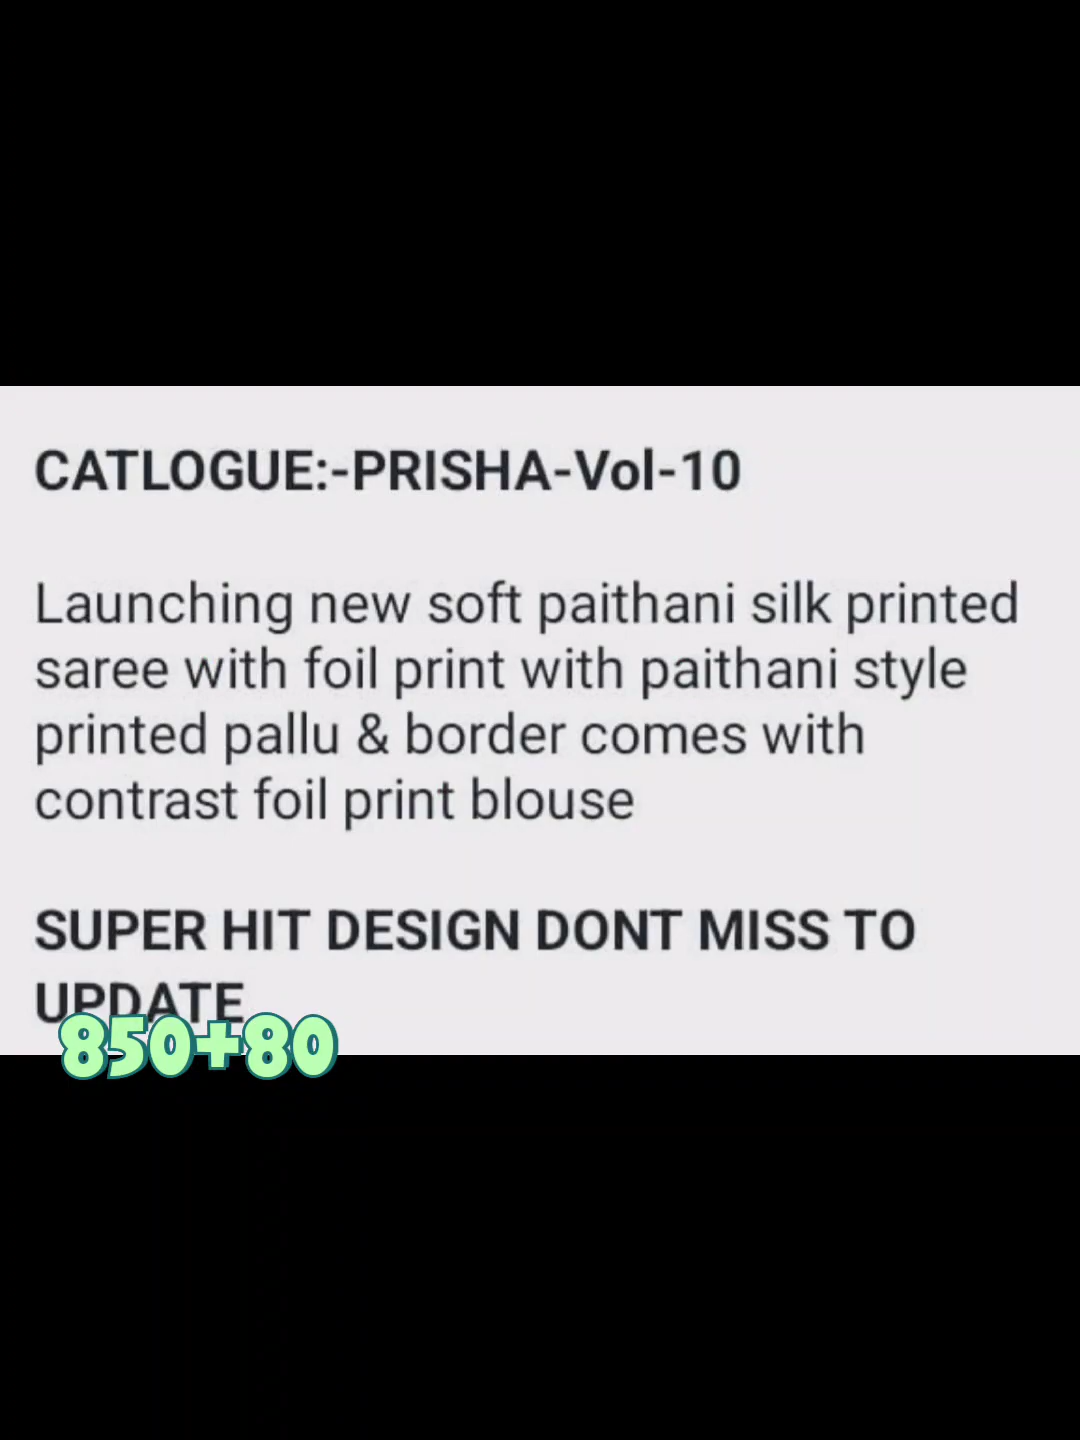 CATLOGUE:-PRISHA-Vol-10
Launching new soft paithani silk printed
saree with foil print with paithani style
printed pallu & border comes with
contrast foil print blouse
SUPER HIT DESIGN DONT MISS TO
UPDATE
850+80